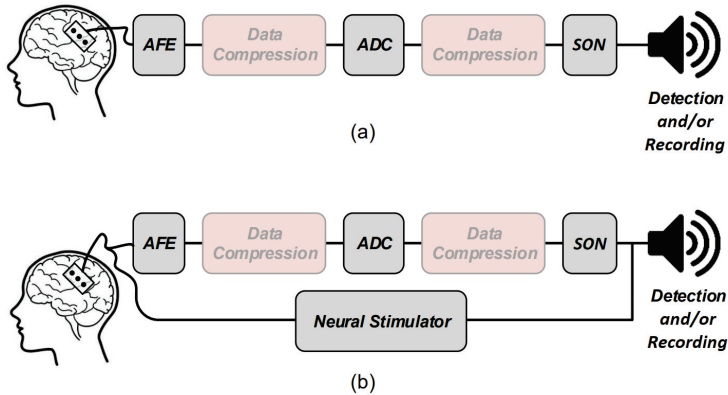 AFE
Data
Compression
ADC
Data
Compression
SON
Detection
and/or
Recording
(a)
AFE
Data
Compression
ADC
Data
Compression
SON
Neural Stimulator
Detection
and/or
Recording
(b)